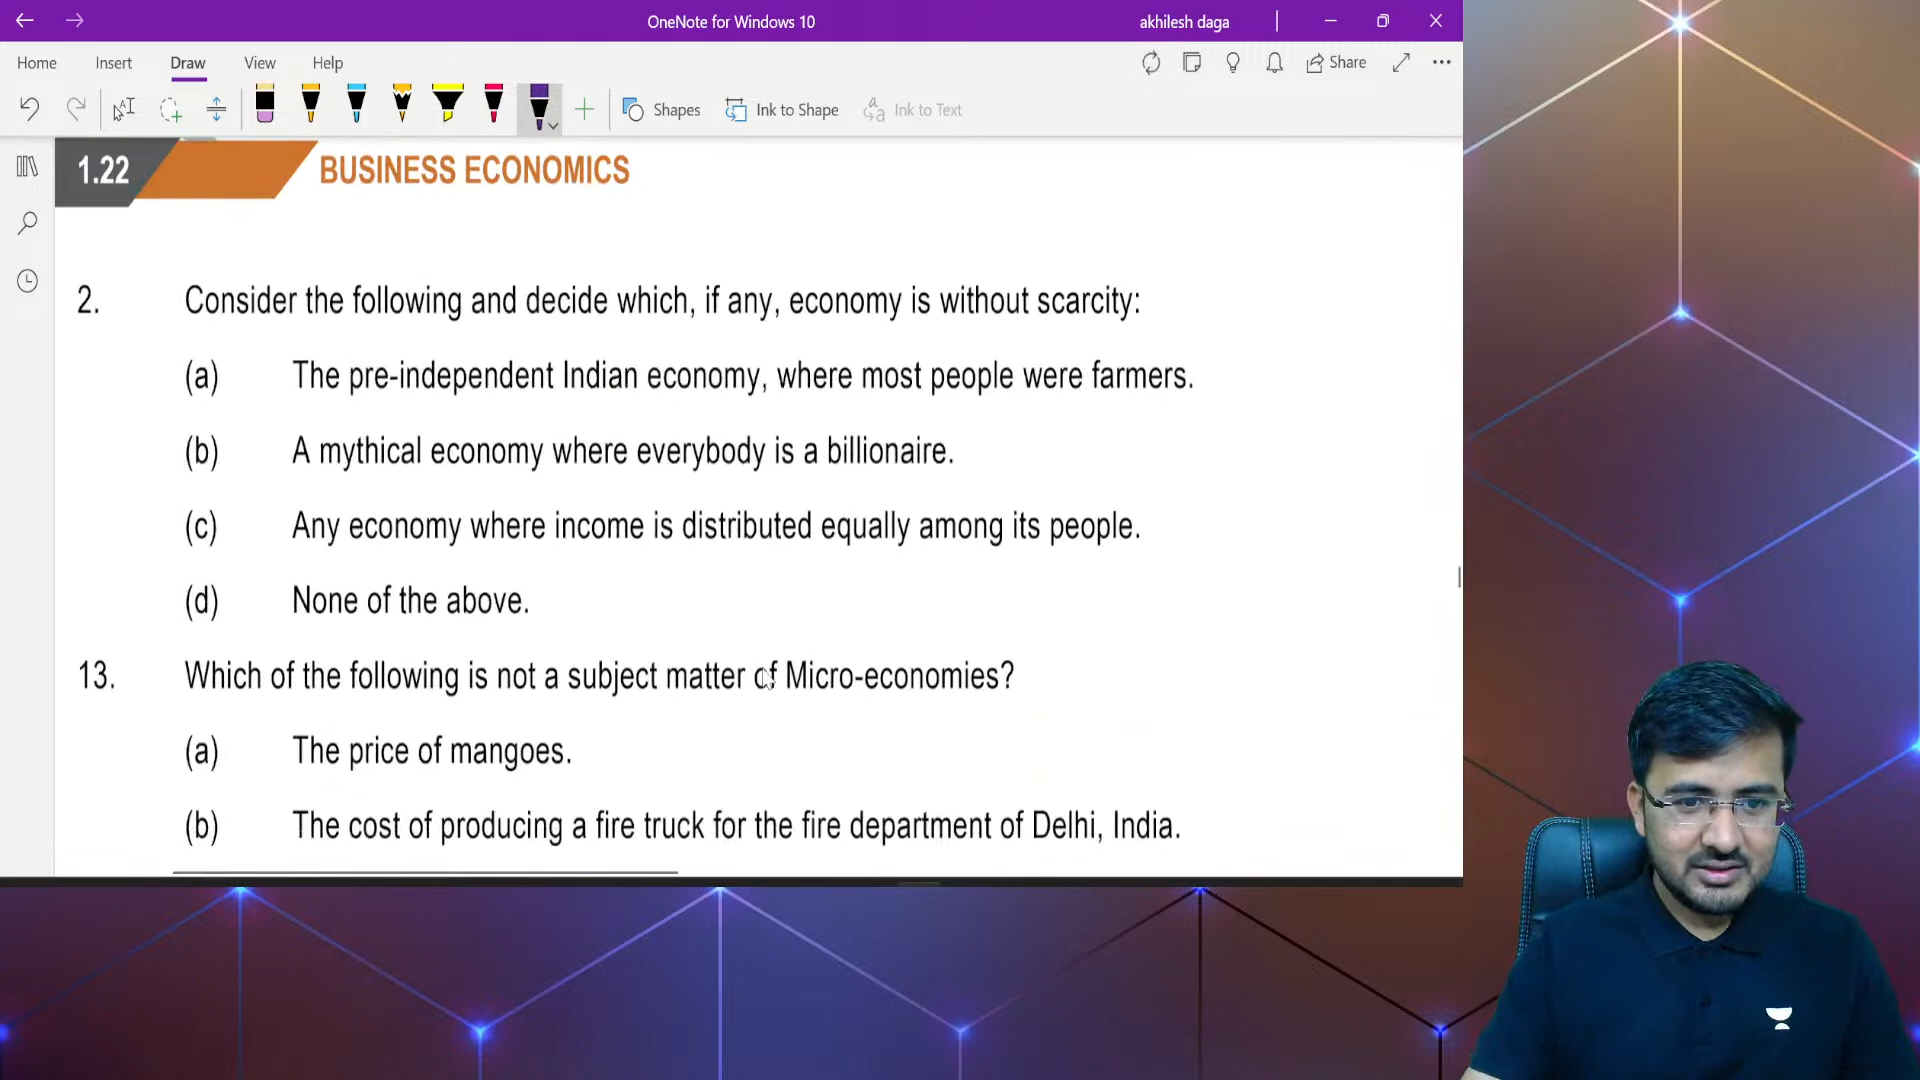 OneNote for Windows 10
akhilesh daga
Home Insert Draw View Help
Share
Shapes
Ink to Shape
Ink to Text
1.22 BUSINESS ECONOMICS
2. Consider the following and decide which, if any, economy is without scarcity:
(a) The pre-independent Indian economy, where most people were farmers.
(b) A mythical economy where everybody is a billionaire.
(c) Any economy where income is distributed equally among its people.
(d) None of the above.
13. Which of the following is not a subject matter of Micro-economies?
(a) The price of mangoes.
(b) The cost of producing a fire truck for the fire department of Delhi, India.